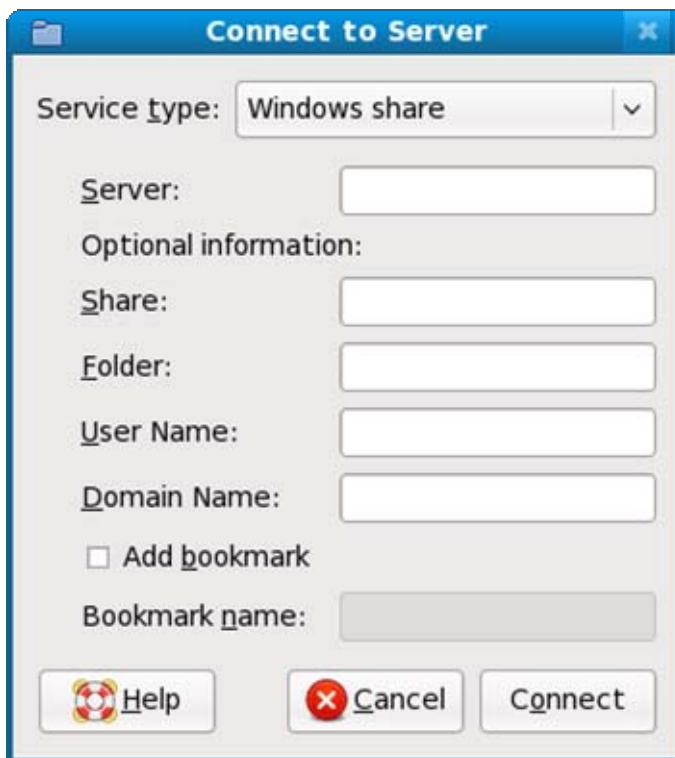 Connect to Server
Service type: Windows share
Server:
Optional information:
Share:
Folder:
User Name:
Domain Name:
Add bookmark
Bookmark name:
Help Cancel Connect